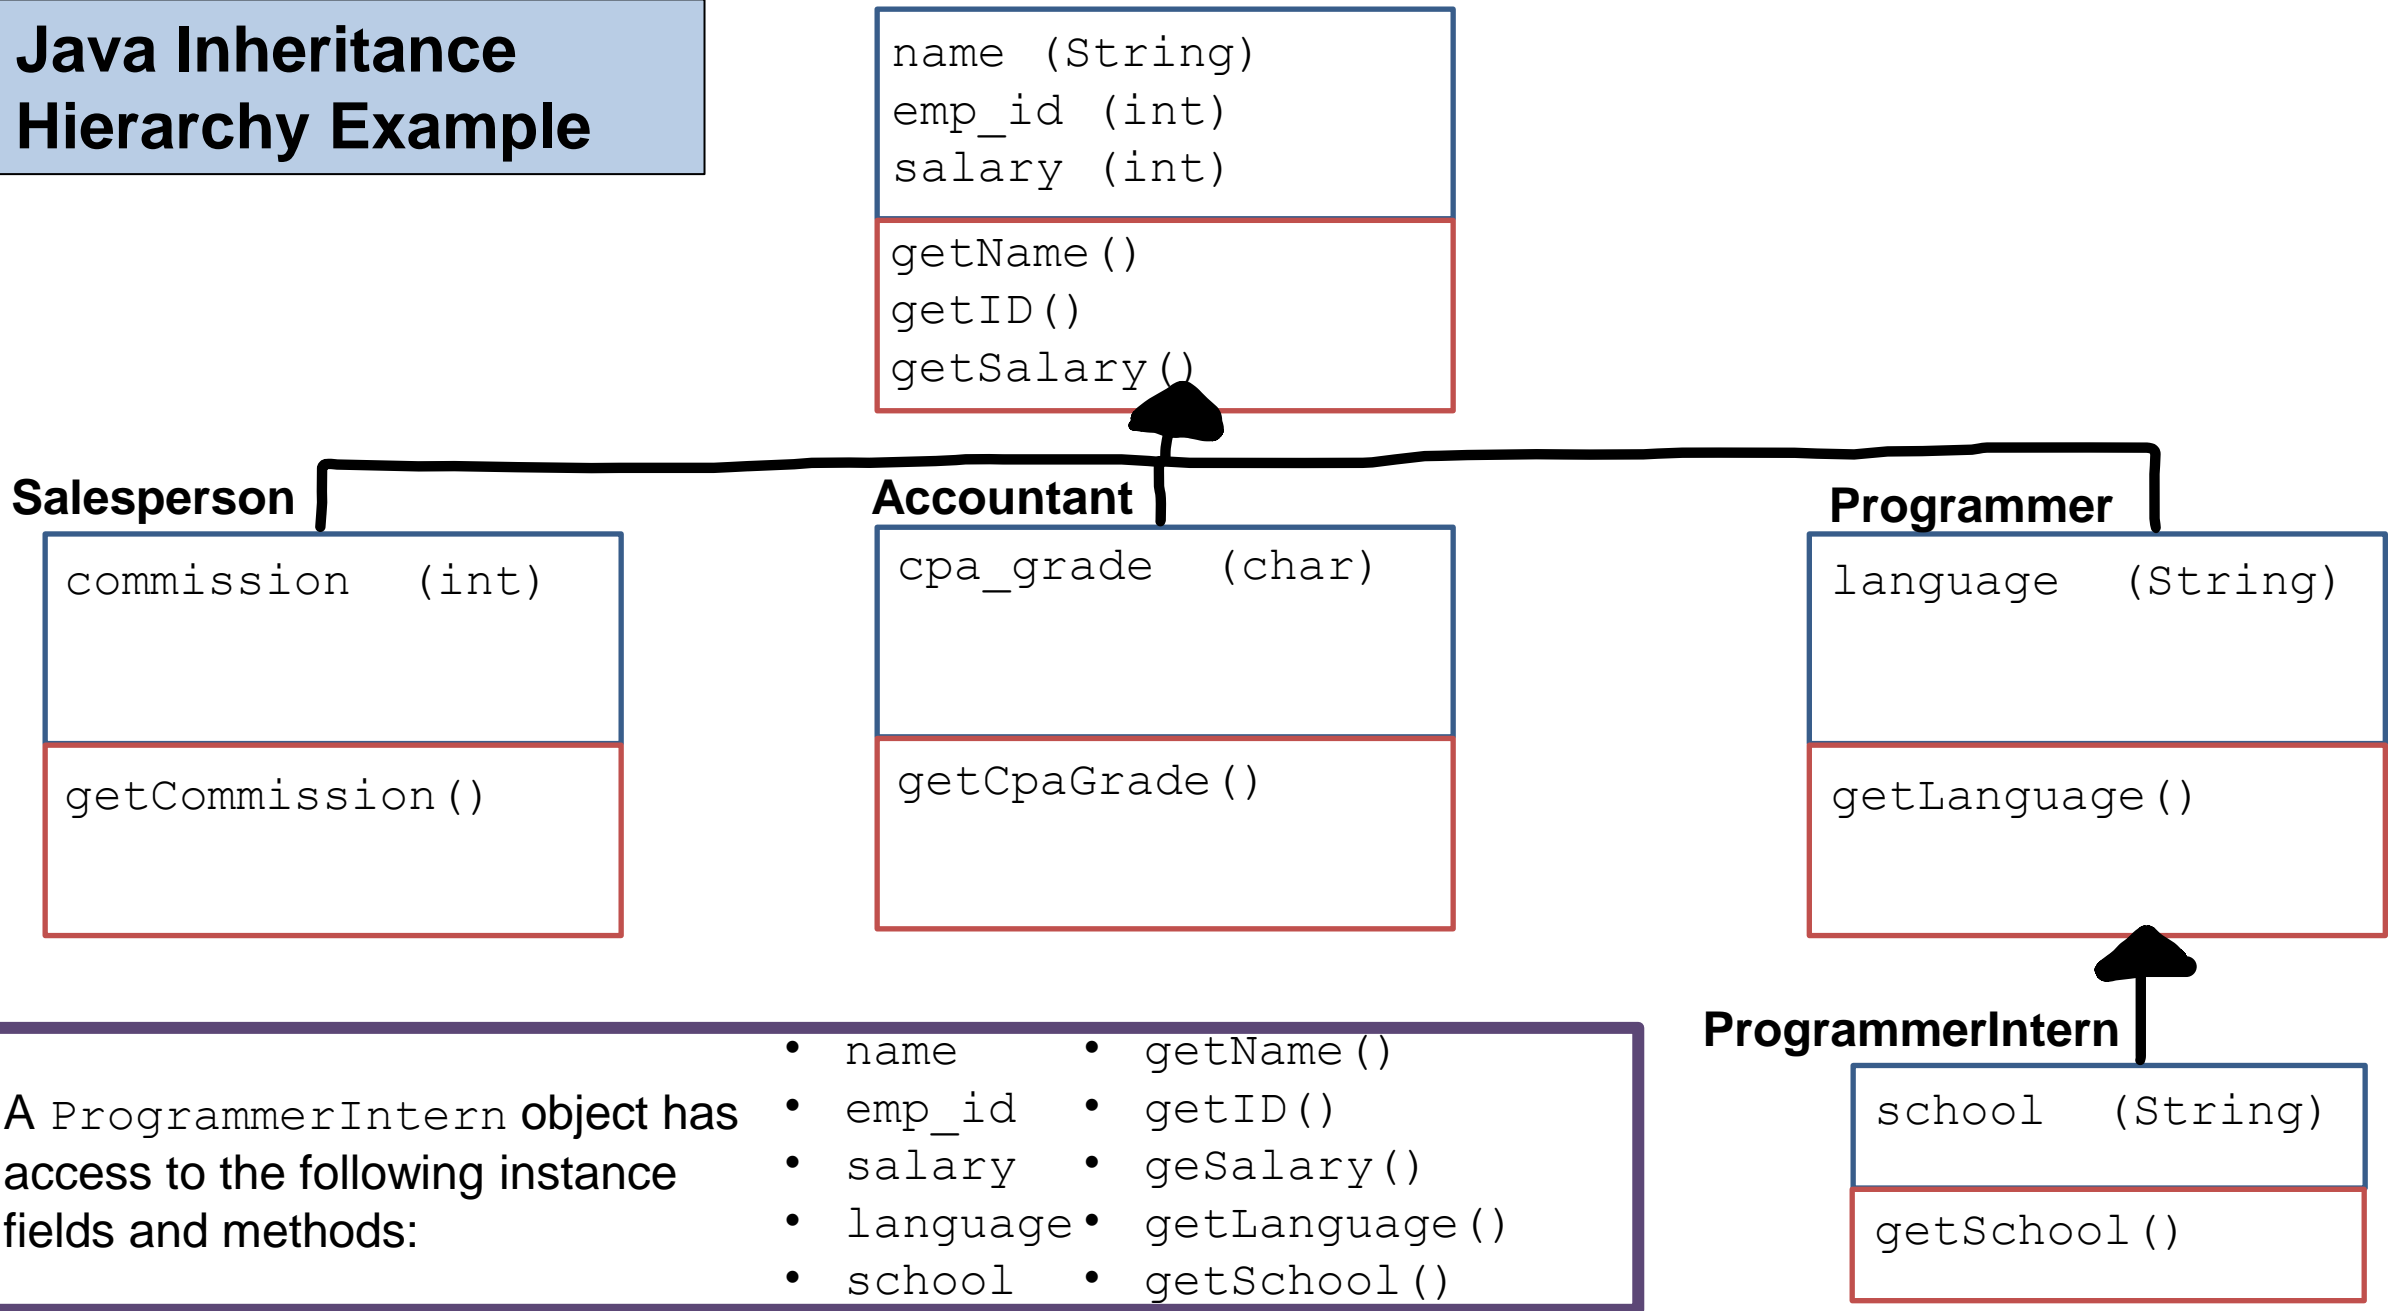 Java Inheritance
Hierarchy Example
name (String)
emp_id (int)
salary (int)
getName()
getID()
getSalary()
Salesperson
commission (int)
getCommission()
Accountant
cpa_grade (char)
getCpaGrade()
Programmer
language (String)
getLanguage()
ProgrammerIntern
school (String)
getSchool()
A ProgrammerIntern object has
access to the following instance
fields and methods:
• name
• emp_id
• salary
• language
• school
• getName()
• getID()
• geSalary()
• getLanguage()
• getSchool()